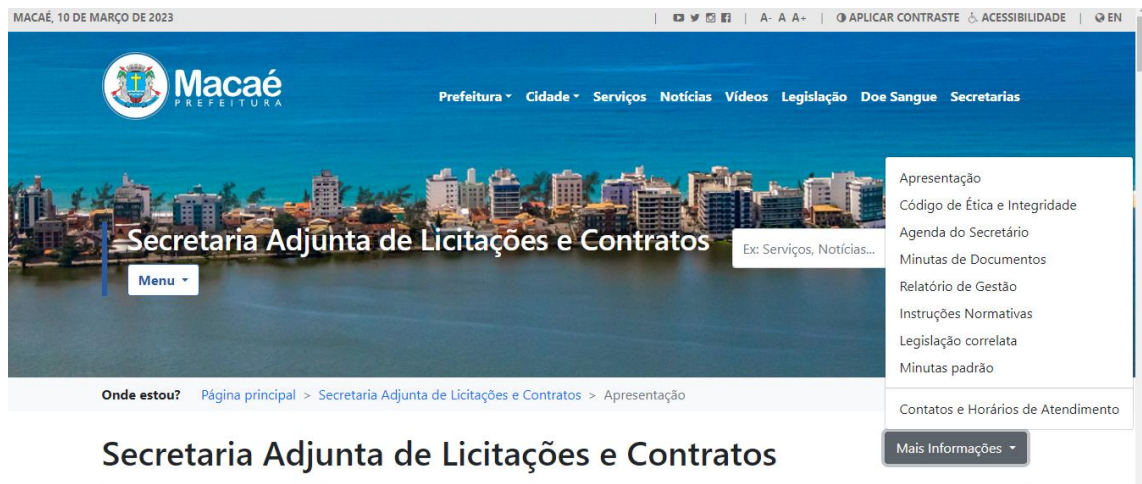 MACAÉ, 10 DE MARÇO DE 2023 | | A- A A+ | APLICAR CONTRASTE ACESSIBILIDADE | EN
Macaé
PREFEITURA
Prefeitura Cidade Serviços Notícias Vídeos Legislação Doe Sangue Secretarias
Secretaria Adjunta de Licitações e Contratos
Ex: Serviços, Notícias...
Menu
Apresentação
Código de Ética e Integridade
Agenda do Secretário
Minutas de Documentos
Relatório de Gestão
Instruções Normativas
Legislação correlata
Minutas padrão
Contatos e Horários de Atendimento
Onde estou? Página principal > Secretaria Adjunta de Licitações e Contratos > Apresentação
Secretaria Adjunta de Licitações e Contratos
Mais Informações